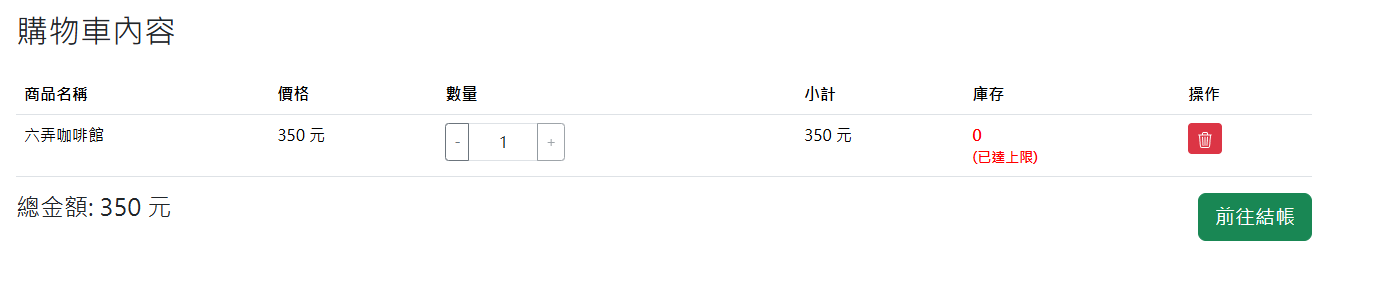 購物車內容
商品名稱 價格 數量 小計 庫存 操作
六弄咖啡館 350 元 - 1 + 350 元 0
(已達上限)
總金額: 350 元 前往結帳